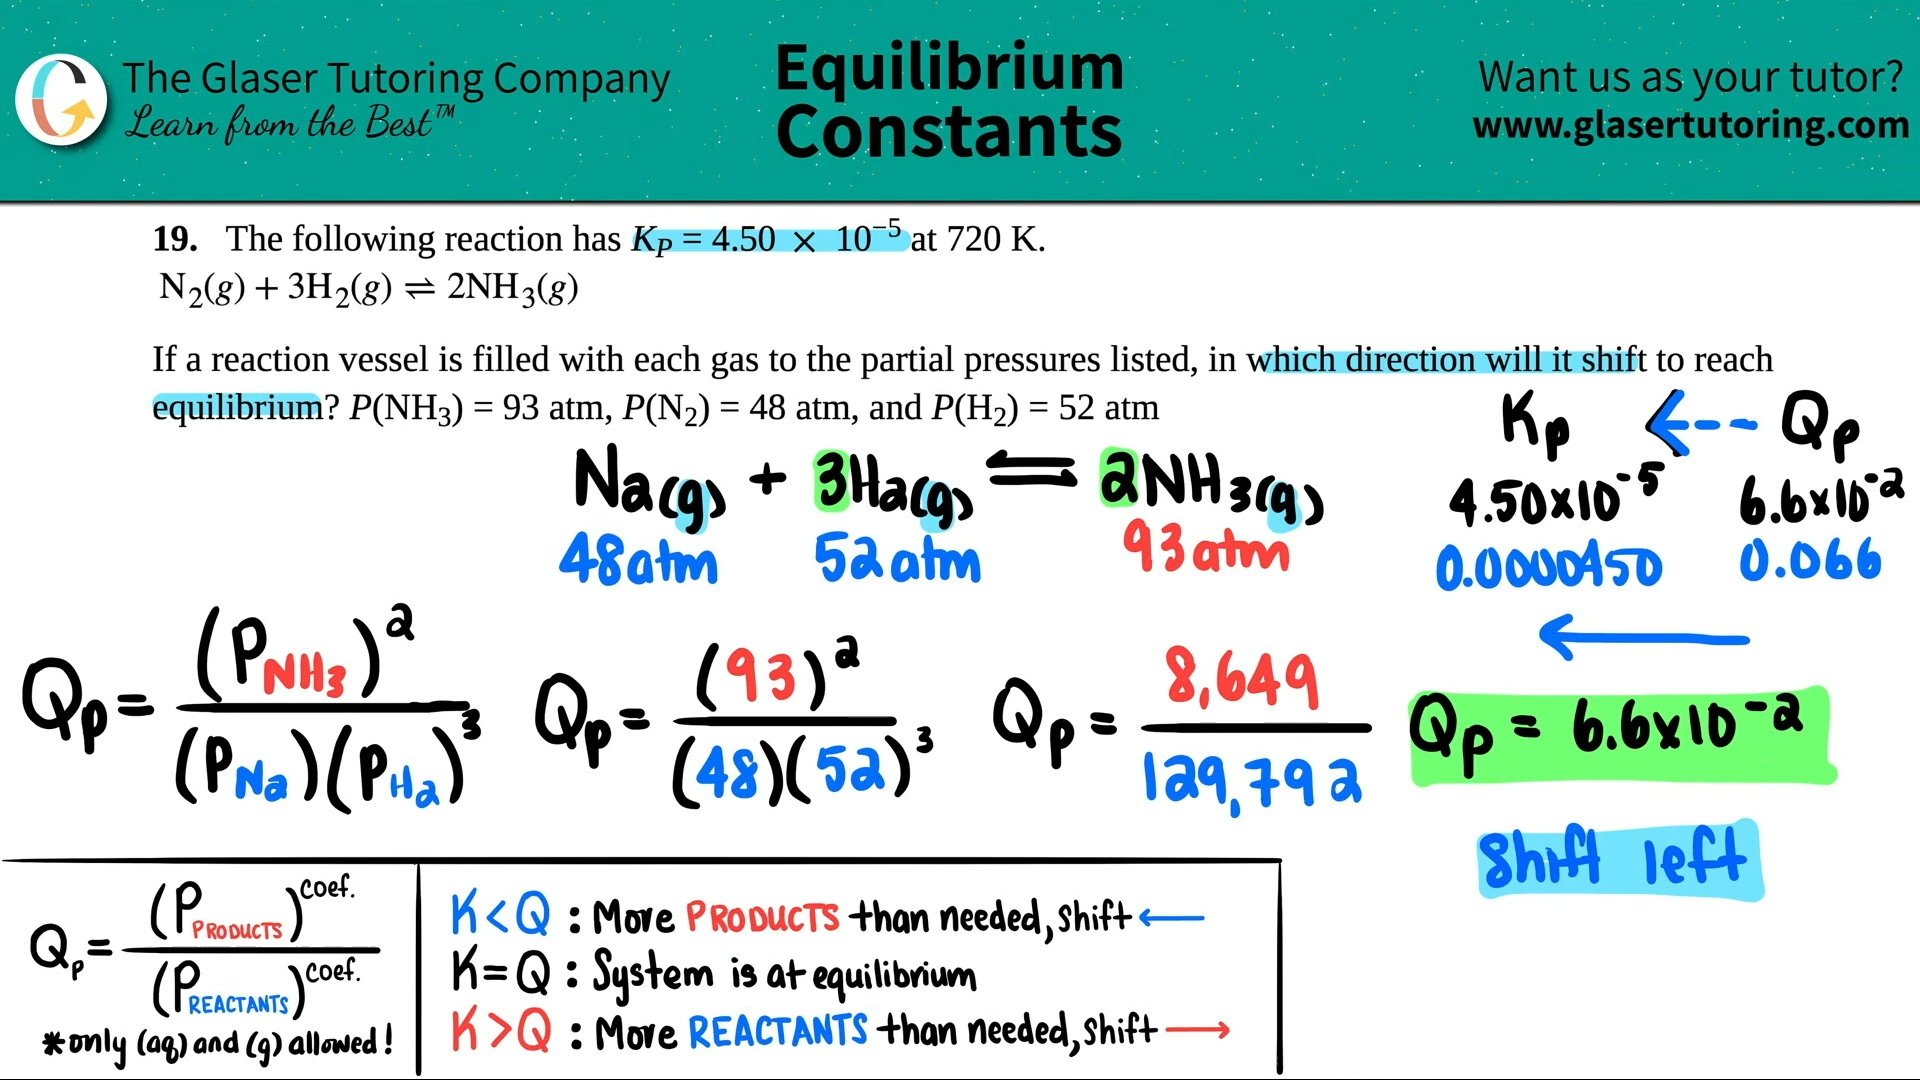 The Glaser Tutoring Company
Learn from the Best™
Equilibrium
Constants
Want us as your tutor?
www.glasertutoring.com
19. The following reaction has K_P = 4.50 × 10⁻⁵ at 720 K.
N₂(g) + 3H₂(g) ⇌ 2NH₃(g)
If a reaction vessel is filled with each gas to the partial pressures listed, in which direction will it shift to reach
equilibrium? P(NH₃) = 93 atm, P(N₂) = 48 atm, and P(H₂) = 52 atm
N₂(g) + 3H₂(g) ⇌ 2NH₃(g)
48atm 52atm 93atm
Kp <-- Qp
4.50x10⁻⁵ 6.6x10⁻²
0.0000450 0.066
←
Qp = (P NH₃)² / (P N₂)(P H₂)³
Qp = (93)² / (48)(52)³
Qp = 8,649 / 129,792
Qp = 6.6x10⁻²
Shift left
Qp = (P PRODUCTS)coef. / (P REACTANTS)coef.
*only (aq) and (g) allowed!
K<Q : More PRODUCTS than needed, shift ←
K=Q : System is at equilibrium
K>Q : More REACTANTS than needed, shift →